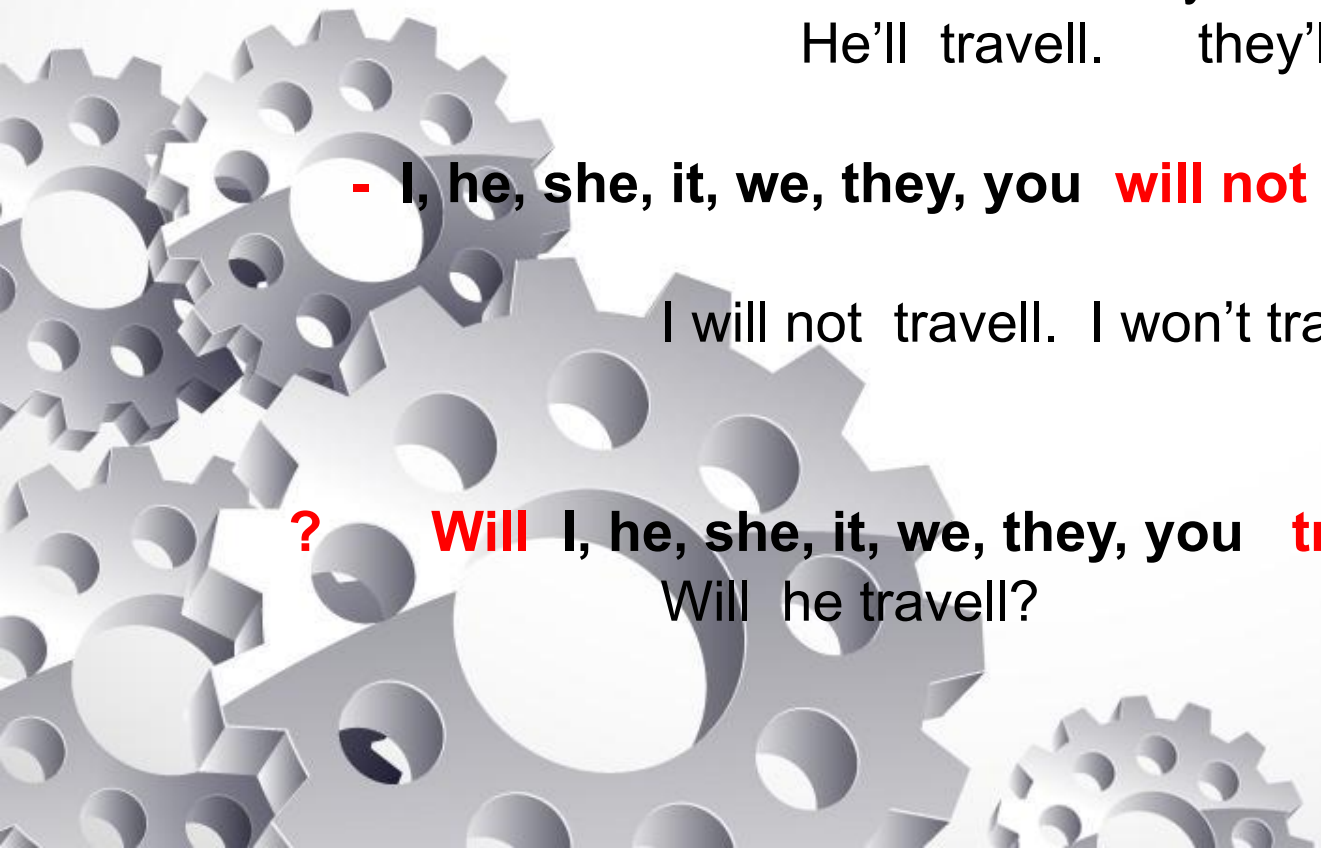 He’ll travell. they’l
- I, he, she, it, we, they, you will not
I will not travell. I won’t tra
? Will I, he, she, it, we, they, you tr
Will he travell?